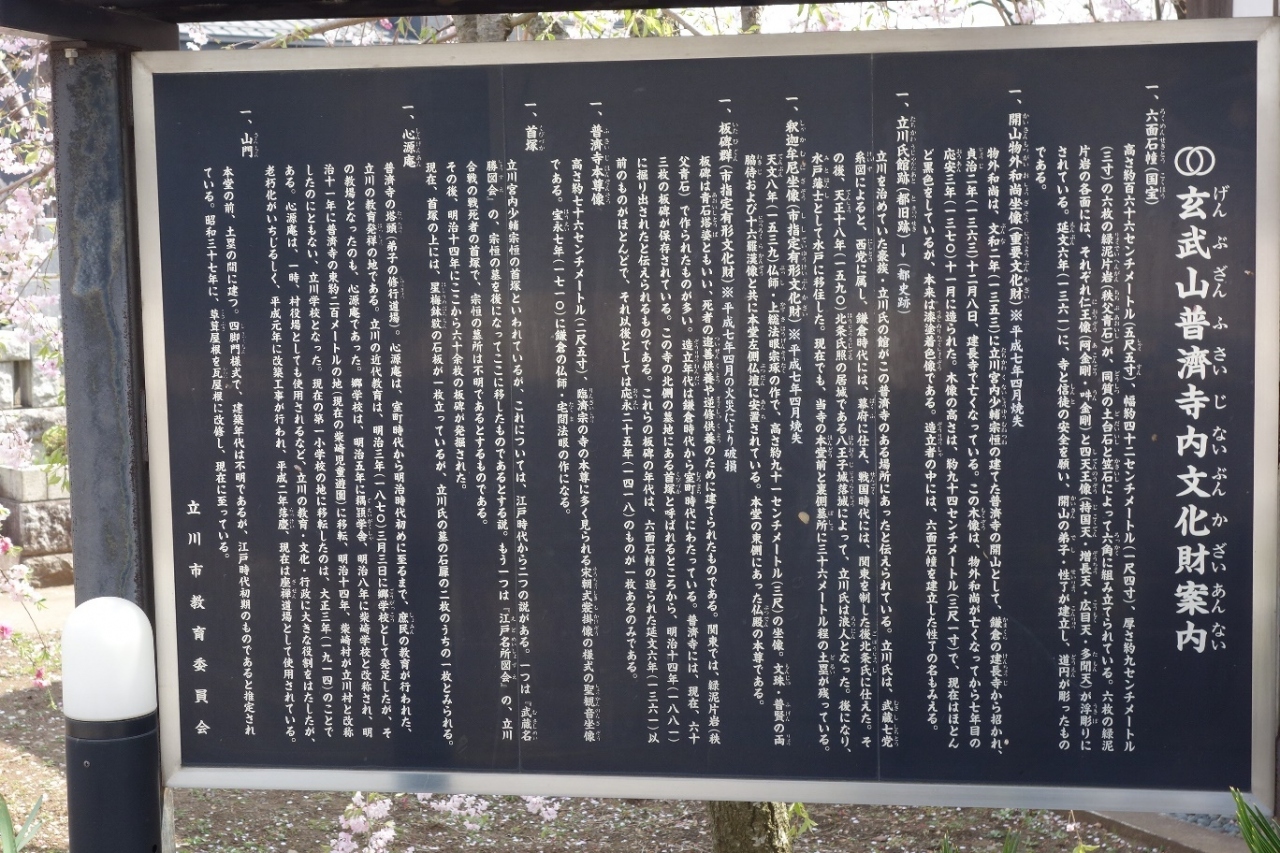 玄武山普濟寺内文化財案内
一、六面石幢(国宝)
高さ約百六十六センチメートル(五尺五寸)、幅約四十二センチメートル(一尺四寸)、厚さ約九センチメートル
(三寸)の六枚の緑泥片岩(秩父青石)が、同質の土台石と笠石によって六角に組み立てられている。六枚の緑泥
片岩の各面には、それぞれ仁王像(阿金剛・吽金剛)と四天王像(持国天、増長天・広目天、多聞天)が浮彫りに
されている。延文六年(一三六一)に、寺と仏徒の安全を願い、開山の弟子・性了が建立し、道円が彫ったもの
である。
一、開山物外和尚坐像(重要文化財)※平成七年四月焼失
物外和尚は、文和二年(一三五三)に立川宮内少輔宗恒の建てた普濟寺の開山として、鎌倉の建長寺から招かれ、
貞治二年(一三六三)十二月八日、建長寺で亡くなっている。この木像は、物外和尚が亡くなってから七年目の
応安三年(一三七〇)十一月に造られた。木像の高さは、約九十四センチメートル(三尺一寸)で、現在はほとん
ど黒色をしているが、本来漆塗着色像である。造立者の中には、六面石幢を建立した性了の名もみえる。
一、立川氏館跡(都旧跡)→(都史跡)
立川を治めていた豪族・立川氏の館がこの普濟寺のある場所にあったと伝えられている。立川氏は、武蔵七党
系図によると、西党に属し、鎌倉時代には、幕府に仕え、戦国時代には、関東を制した後北条氏に仕えた。そ
の後、天正十八年(一五九〇)北条氏照の居城である八王子城落城によって、立川氏は浪人となった。後になり、
水戸藩士として水戸に移住した。現在でも、当寺の本堂前と裏側墓所に三十六メートル程の土塁が残っている。
一、釈迦牟尼坐像(市指定有形文化財)※平成七年四月焼失
天文八年(一五三九)仏師・上総法眼宗琢の作で、高さ約九十一センチメートル(三尺)の坐像。文珠・普賢の両
脇侍および十六羅漢像と共に本堂左側仏壇に安置されている。本堂の東側にあった仏殿の本尊である。
一、板碑群(市指定有形文化財)※平成七年四月の火災により破損
板碑は青石塔婆ともいい、死者の追善供養や逆修供養のために建てられたものである。関東では、緑泥片岩(秩
父青石)で作られたものが多い。造立年代は鎌倉時代から室町時代にわたっている。普濟寺には、現在、六十
三枚の板碑が保存されている。この寺の北側の墓地にある首塚と呼ばれるところから、明治十四年(一八八一)
に掘り出されたと伝えられるものである。これらの板碑の年代は、六面石幢の造られた延文六年(一三六一)以
前のものがほとんどで、それ以後としては応永二十五年(一四一八)のものが一枚あるのみである。
一、普濟寺本尊像
高さ約七十六センチメートル(二尺五寸)、臨濟宗の寺の本尊に多く見られる宋朝式裳掛像の様式の聖観音坐像
である。宝永七年(一七一〇)に鎌倉の仏師・宅間法眼の作になる。
一、首塚
立川宮内少輔宗恒の首塚といわれているが、これについては、江戸時代から二つの説がある。一つは『武蔵名
勝図会』の、宗恒の墓を後になってここに移したものであるとする説。もう一つは『江戸名所図会』の、立川
合戦の戦死者の首塚で、宗恒の墓所は不明であるとするものである。
その後、明治十四年にここから六十余枚の板碑が発掘された。
現在、首塚の上には、星梅鉢紋の石板が一枚立っているが、立川氏の墓の石扉の二枚のうちの一枚とみられる。
一、心源庵
普濟寺の塔頭(弟子の修行道場)。心源庵は、室町時代から明治時代初めに至るまで、庶民の教育が行われた、
立川の教育発祥の地である。立川の近代教育は、明治三年(一八七〇)三月三日に郷学校として発足したが、そ
の教場となったのも、心源庵であった。郷学校は、明治五年に積頂学舎、明治八年に柴崎学校と改称され、明
治十一年に普濟寺の東約二百メートルの地(現在の柴崎児童遊園)に移転、明治十四年、柴崎村が立川村と改称
したのにともない、立川学校となった。現在の第一小学校の地に移転したのは、大正三年(一九一四)のことで
ある。心源庵は、一時、村役場としても使用されるなど、立川の教育・文化・行政に大きな役割をはたしたが、
老朽化がいちじるしく、平成元年に改築工事が行われ、平成二年落慶、現在は座禅道場として使用されている。
一、山門
本堂の前、土塁の間に建つ。四脚門式で、建築年代は不明であるが、江戸時代初期のものであると推定され
ている。昭和三十七年に、草葺屋根を瓦屋根に改修し、現在に至っている。
立川市教育委員会